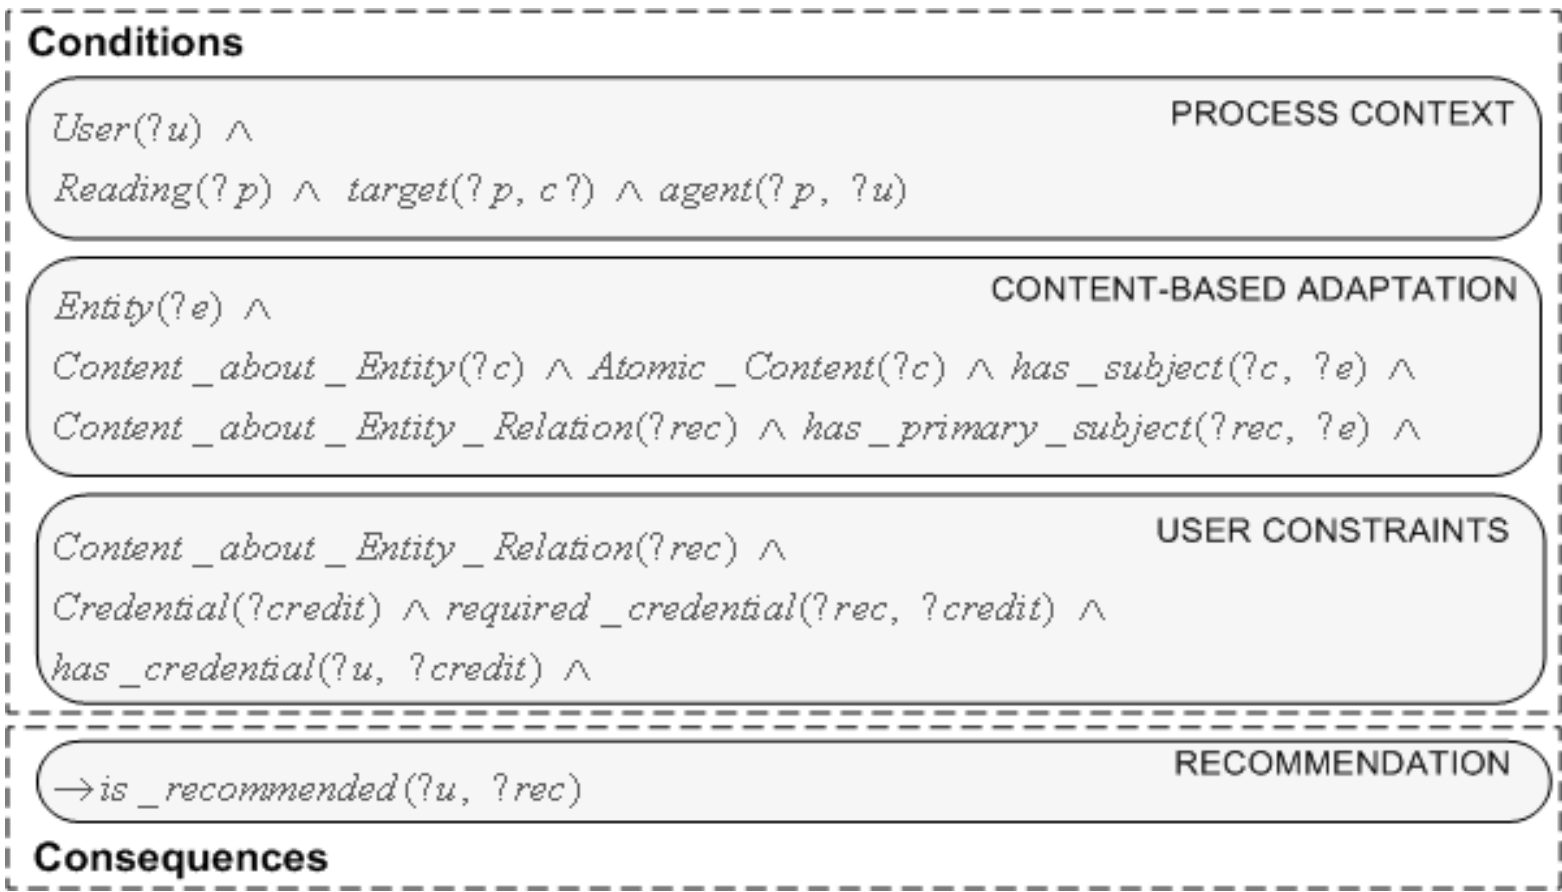 Conditions
PROCESS CONTEXT
User(?u) ∧
Reading(?p) ∧ target(?p, c?) ∧ agent(?p, ?u)
CONTENT-BASED ADAPTATION
Entity(?e) ∧
Content_about_Entity(?c) ∧ Atomic_Content(?c) ∧ has_subject(?c, ?e) ∧
Content_about_Entity_Relation(?rec) ∧ has_primary_subject(?rec, ?e) ∧
USER CONSTRAINTS
Content_about_Entity_Relation(?rec) ∧
Credential(?credit) ∧ required_credential(?rec, ?credit) ∧
has_credential(?u, ?credit) ∧
RECOMMENDATION
→is_recommended(?u, ?rec)
Consequences